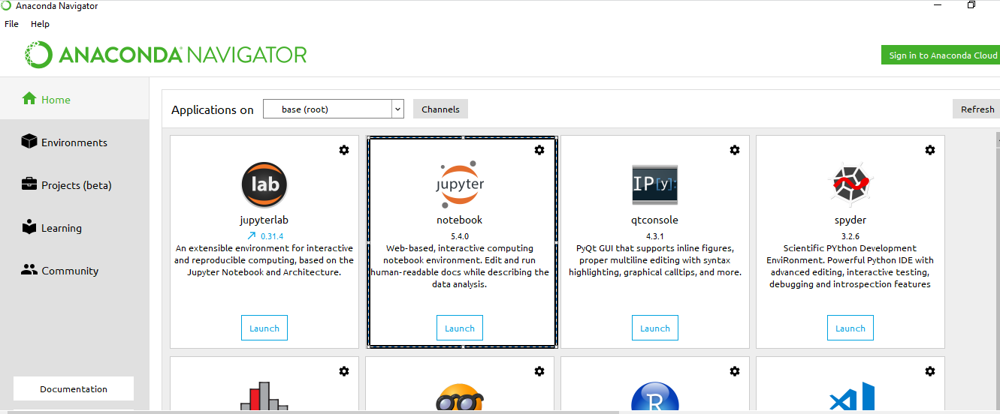 Anaconda Navigator
File Help
ANACONDA NAVIGATOR
Sign in to Anaconda Cloud
Home
Environments
Projects (beta)
Learning
Community
Documentation
Applications on base (root) Channels Refresh
lab
jupyterlab
0.31.4
An extensible environment for interactive
and reproducible computing, based on the
Jupyter Notebook and Architecture.
Launch
jupyter
notebook
5.4.0
Web-based, interactive computing
notebook environment. Edit and run
human-readable docs while describing the
data analysis.
Launch
IP[y]:
qtconsole
4.3.1
PyQt GUI that supports inline figures,
proper multiline editing with syntax
highlighting, graphical calltips, and more.
Launch
spyder
3.2.6
Scientific PYthon Development
EnviRonment. Powerful Python IDE with
advanced editing, interactive testing,
debugging and introspection features
Launch
R